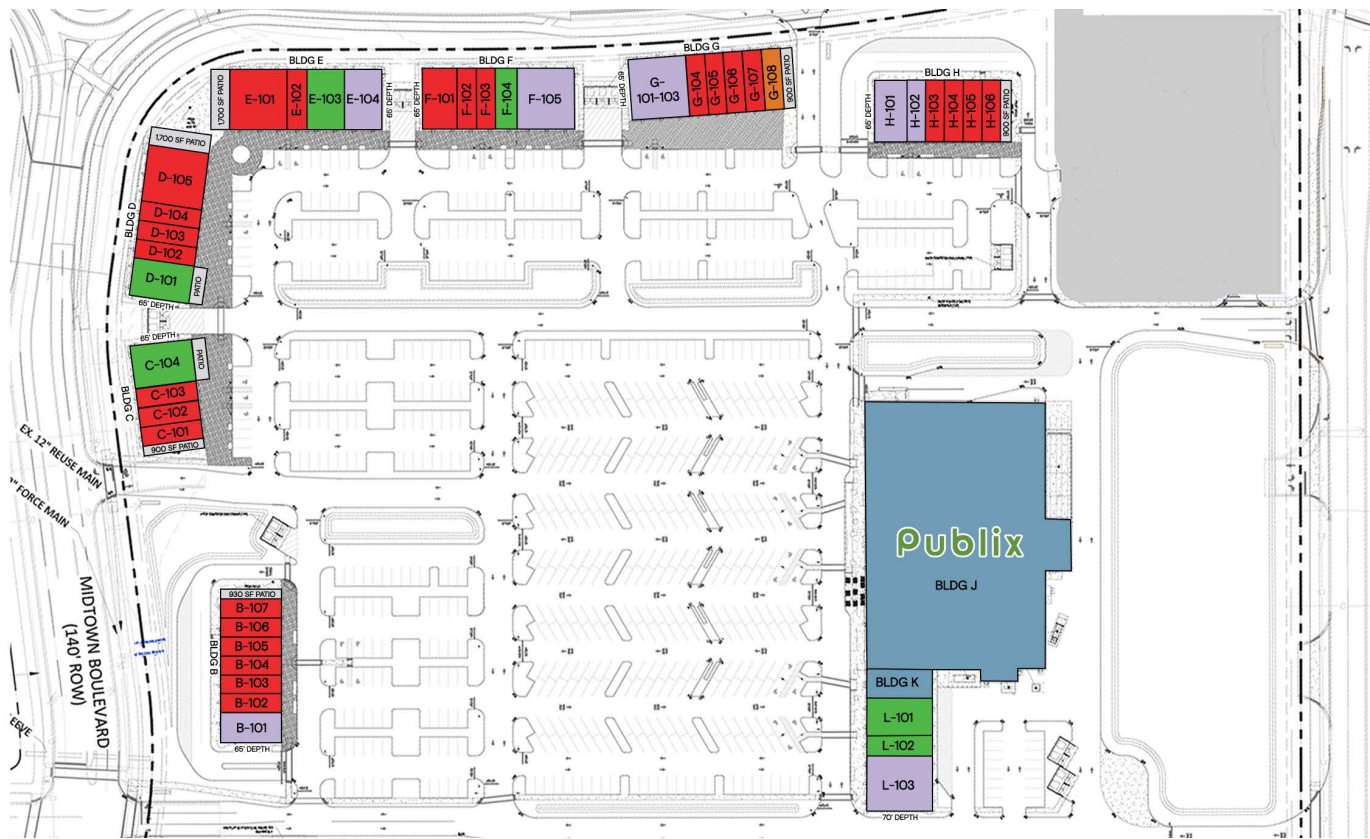 BLDG E
1,700 SF PATIO
E-101
E-102
E-103
E-104
65' DEPTH
BLDG F
65' DEPTH
F-101
F-102
F-103
F-104
F-105
BLDG G
65' DEPTH
G-
101-103
G-104
G-105
G-106
G-107
G-108
900 SF PATIO
BLDG H
65' DEPTH
H-101
H-102
H-103
H-104
H-105
H-106
900 SF PATIO
1,700 SF PATIO
BLDG D
D-105
D-104
D-103
D-102
D-101
PATIO
65' DEPTH
65' DEPTH
BLDG C
C-104
PATIO
C-103
C-102
C-101
900 SF PATIO
EX. 12" REUSE MAIN
0" FORCE MAIN
MIDTOWN BOULEVARD
(140' ROW)
EEVE
BLDG B
930 SF PATIO
B-107
B-106
B-105
B-104
B-103
B-102
B-101
65' DEPTH
Publix
BLDG J
BLDG K
L-101
L-102
L-103
70' DEPTH